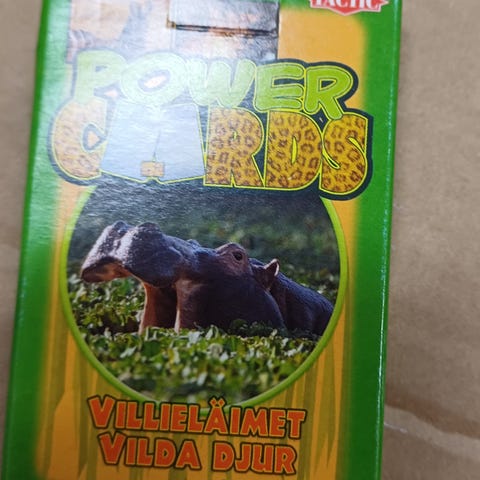 TACTIC
POWER
CARDS
VILLIELÄIMET
VILDA DJUR